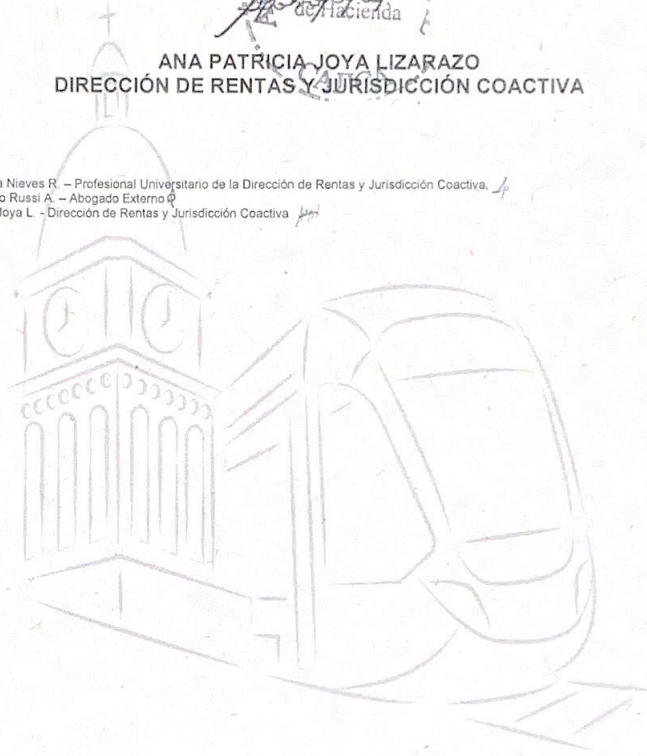 de Hacienda
ANA PATRICIA JOYA LIZARAZO
DIRECCIÓN DE RENTAS Y JURISDICCIÓN COACTIVA
CAUCA
a Nieves R. – Profesional Universitario de la Dirección de Rentas y Jurisdicción Coactiva.
o Russi A. – Abogado Externo
Joya L. - Dirección de Rentas y Jurisdicción Coactiva